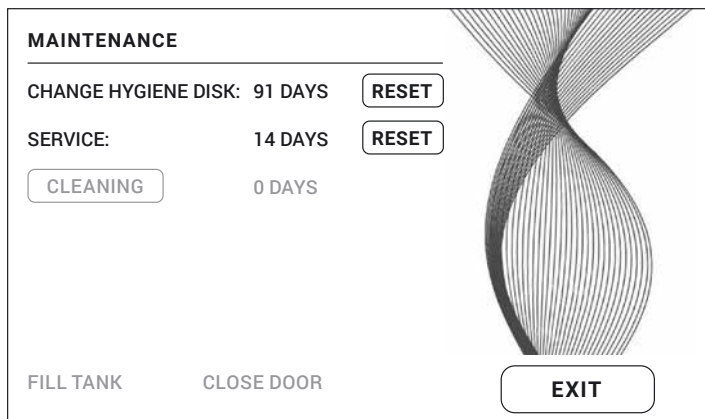 MAINTENANCE
CHANGE HYGIENE DISK: 91 DAYS RESET
SERVICE: 14 DAYS RESET
CLEANING 0 DAYS
FILL TANK CLOSE DOOR EXIT